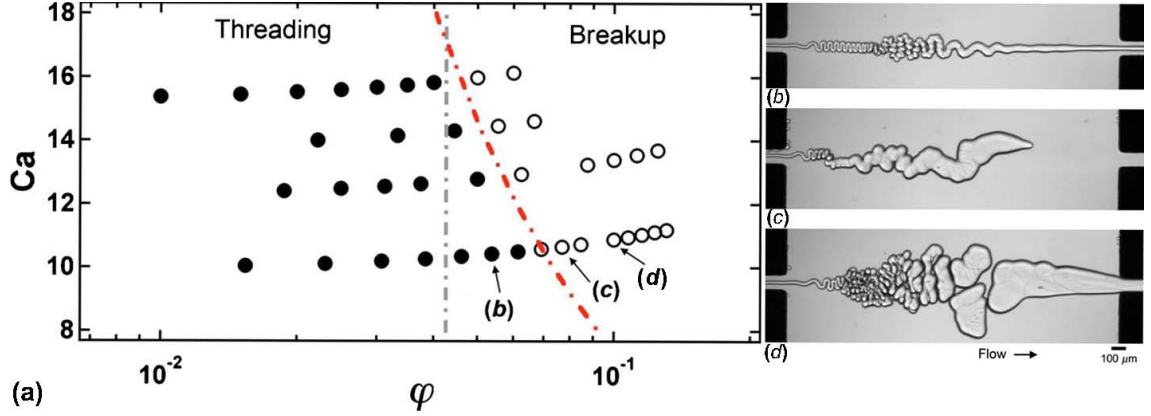 Threading
Breakup
18
16
14
12
10
8
Ca
(b)
(c)
(d)
10⁻²
10⁻¹
φ
(a)
(b)
(c)
(d)
Flow →
100 μm